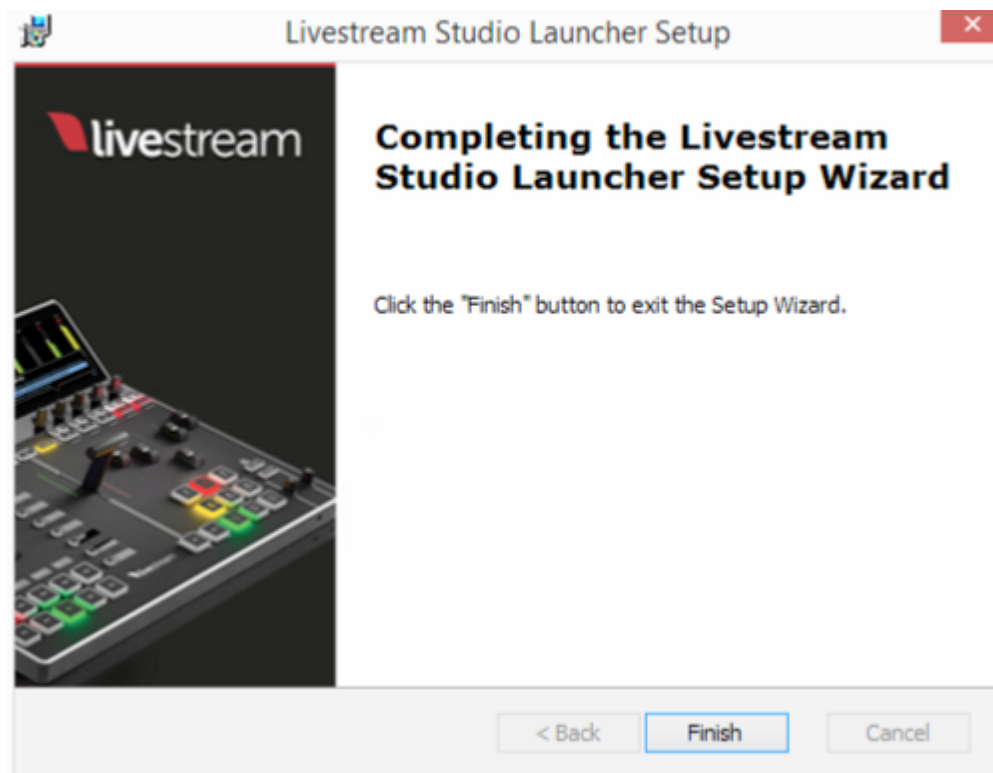 Livestream Studio Launcher Setup
livestream
Completing the Livestream
Studio Launcher Setup Wizard
Click the "Finish" button to exit the Setup Wizard.
< Back
Finish
Cancel